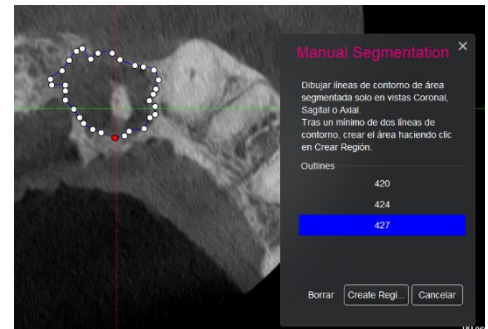 Manual Segmentation ×
Dibujar líneas de contorno de área
segmentada solo en vistas Coronal,
Sagital o Axial.
Tras un mínimo de dos líneas de
contorno, crear el área haciendo clic
en Crear Región.
Outlines
420
424
427
Borrar Create Regi... Cancelar